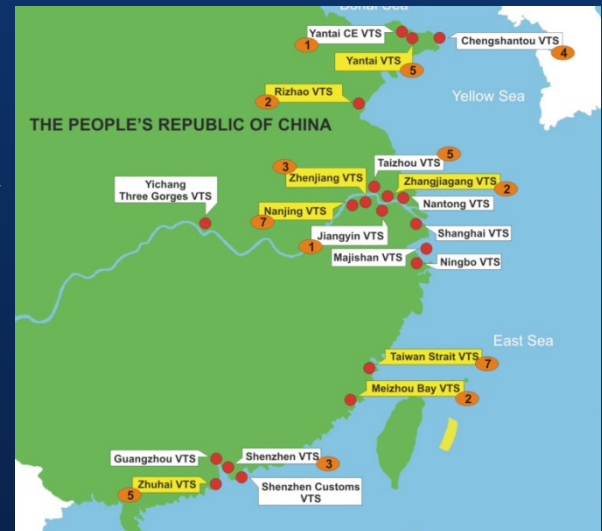 Bohai Sea
Yantai CE VTS
1
Chengshantou VTS
4
Yantai VTS
5
Rizhao VTS
2
Yellow Sea
THE PEOPLE'S REPUBLIC OF CHINA
Taizhou VTS
5
3
Zhenjiang VTS
Zhangjiagang VTS
2
Yichang
Three Gorges VTS
Nantong VTS
Nanjing VTS
7
Jiangyin VTS
1
Shanghai VTS
Majishan VTS
Ningbo VTS
East Sea
Taiwan Strait VTS
7
Meizhou Bay VTS
2
Guangzhou VTS
Shenzhen VTS
3
Zhuhai VTS
5
Shenzhen Customs
VTS